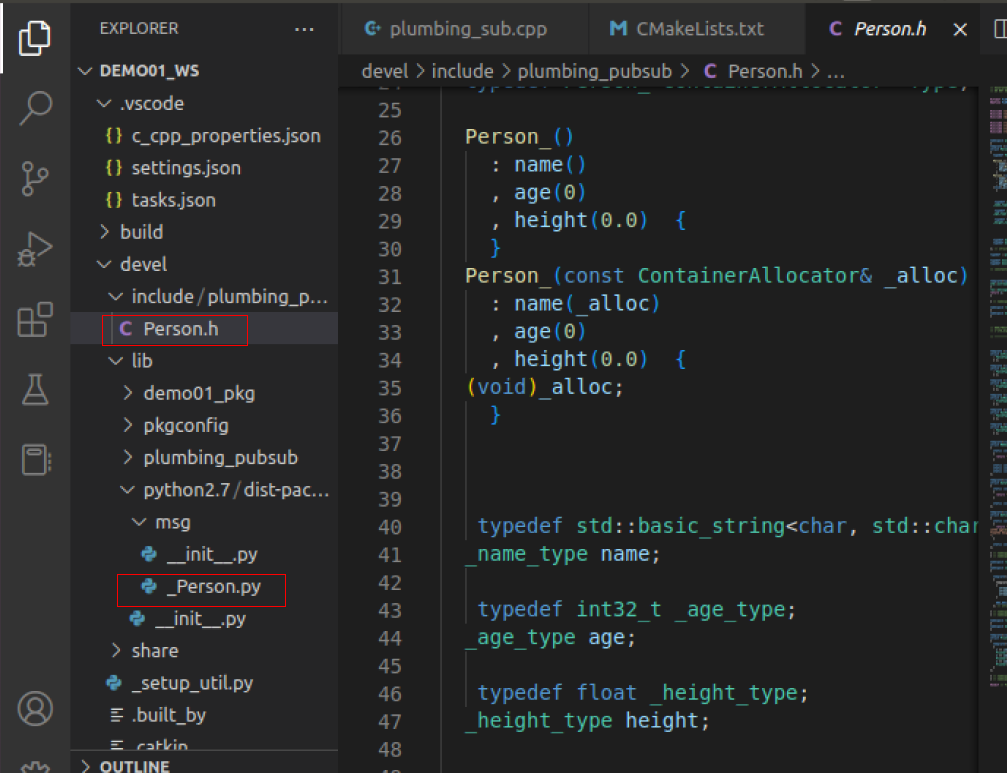 EXPLORER ...
DEMO01_WS
.vscode
{} c_cpp_properties.json
{} settings.json
{} tasks.json
build
devel
include/plumbing_p...
C Person.h
lib
demo01_pkg
pkgconfig
plumbing_pubsub
python2.7/dist-pac...
msg
__init__.py
_Person.py
__init__.py
share
_setup_util.py
.built_by
.catkin
OUTLINE
plumbing_sub.cpp
M CMakeLists.txt
C Person.h
devel > include > plumbing_pubsub > C Person.h > ...
25
26 Person_()
27 : name()
28 , age(0)
29 , height(0.0) {
30 }
31 Person_(const ContainerAllocator& _alloc)
32 : name(_alloc)
33 , age(0)
34 , height(0.0) {
35 (void)_alloc;
36 }
37
38
39
40 typedef std::basic_string<char, std::char
41 _name_type name;
42
43 typedef int32_t _age_type;
44 _age_type age;
45
46 typedef float _height_type;
47 _height_type height;
48